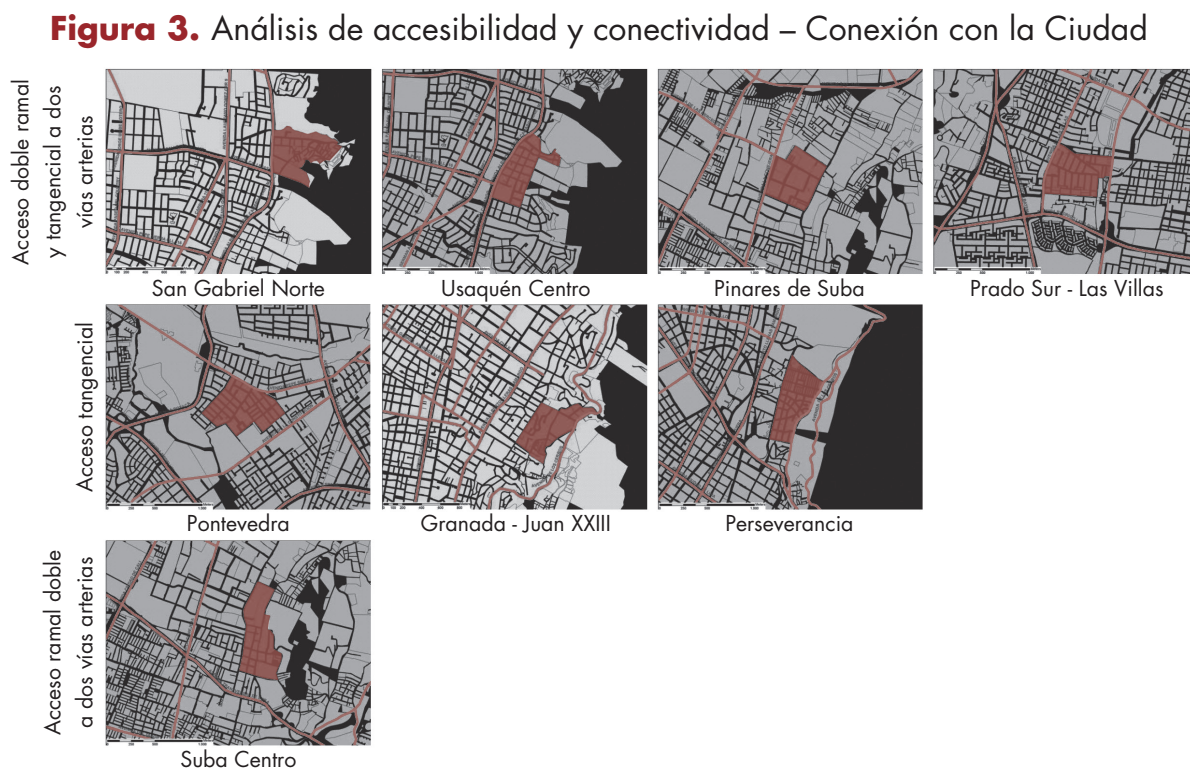 Figura 3. Análisis de accesibilidad y conectividad – Conexión con la Ciudad
Acceso doble ramal
y tangencial a dos
vías arterias
San Gabriel Norte
Usaquén Centro
Pinares de Suba
Prado Sur - Las Villas
Acceso tangencial
Pontevedra
Granada - Juan XXIII
Perseverancia
Acceso ramal doble
a dos vías arterias
Suba Centro